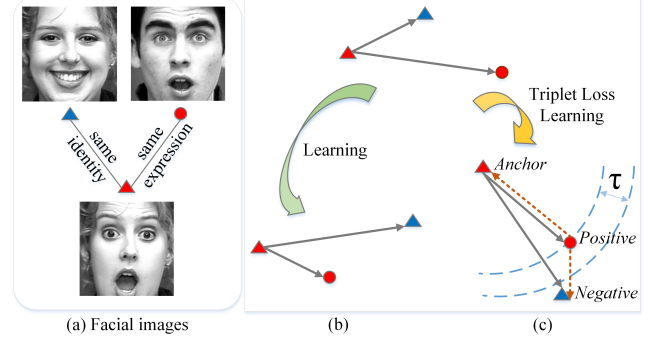 same
identity
same
expression
(a) Facial images
Learning
(b)
Triplet Loss
Learning
Anchor
τ
Positive
Negative
(c)